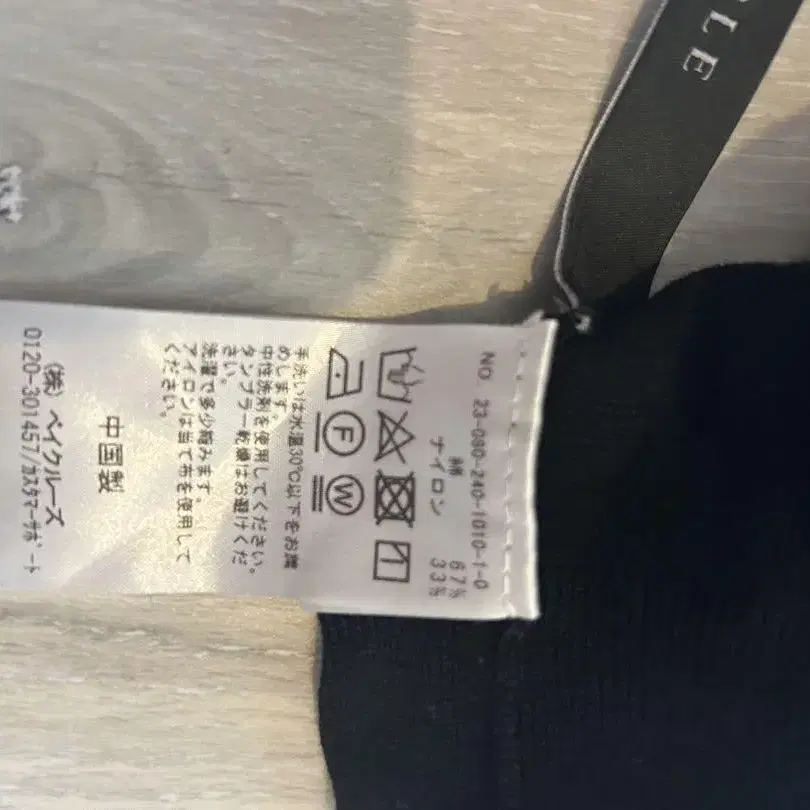 NO. 23-080-240-1010-1-0
綿 67%
ナイロン 33%
F
W
手洗いは水温30℃以下をお薦
めします。
中性洗剤を使用してください。
タンブラー乾燥はお避けくだ
さい。
洗濯で多少縮みます。
アイロンは当て布を使用して
ください。
中国製
(株) ベイクルーズ
0120-301457/カスタマーサポート
LE